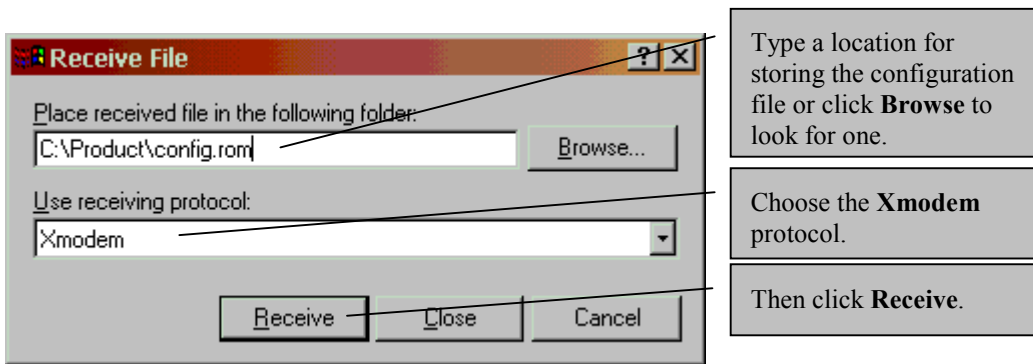 Receive File
Place received file in the following folder:
C:\Product\config.rom
Browse...
Use receiving protocol:
Xmodem
Receive
Close
Cancel
Type a location for
storing the configuration
file or click Browse to
look for one.
Choose the Xmodem
protocol.
Then click Receive.